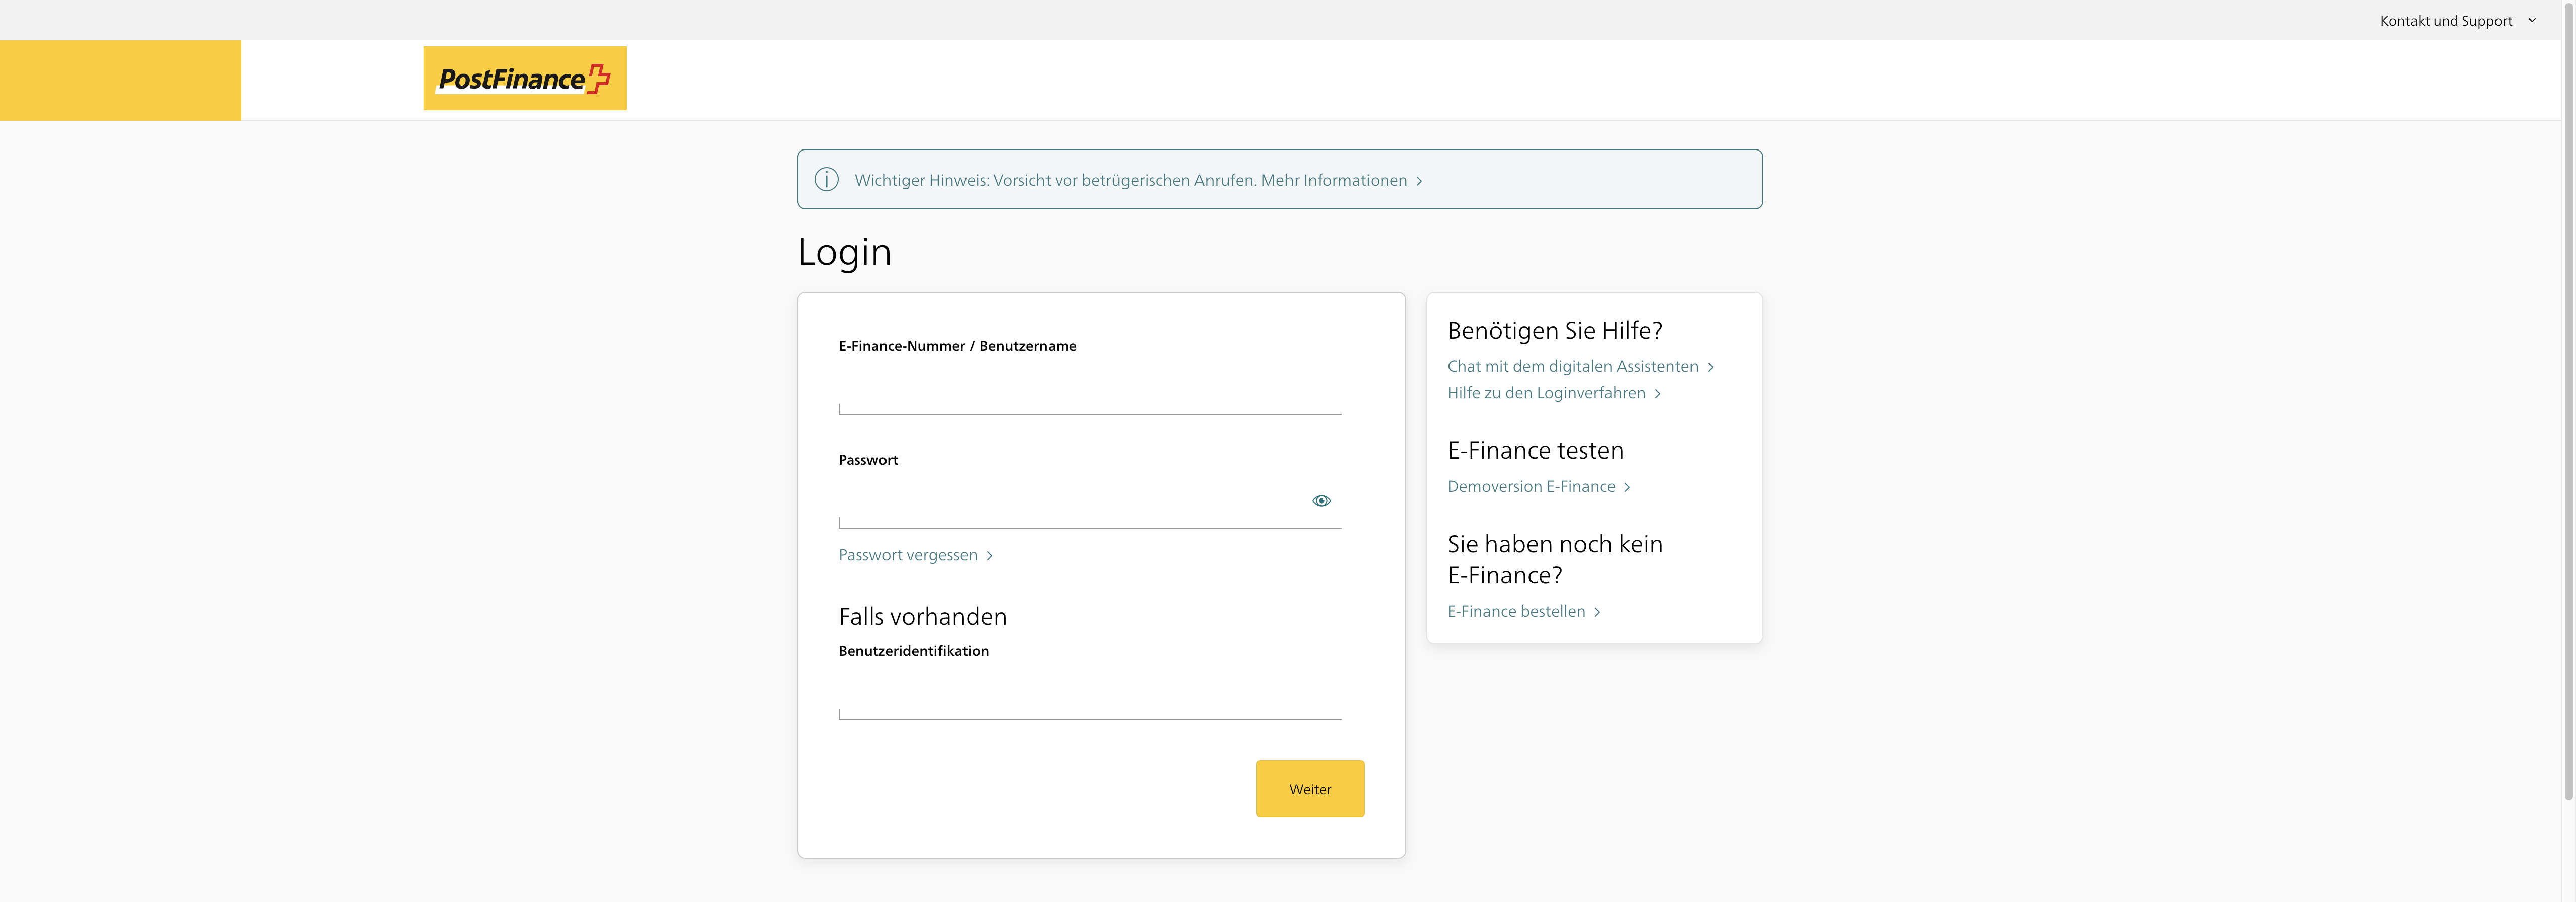 Kontakt und Support
PostFinance
Wichtiger Hinweis: Vorsicht vor betrügerischen Anrufen. Mehr Informationen
Login
E-Finance-Nummer / Benutzername
Passwort
Passwort vergessen
Falls vorhanden
Benutzeridentifikation
Weiter
Benötigen Sie Hilfe?
Chat mit dem digitalen Assistenten
Hilfe zu den Loginverfahren
E-Finance testen
Demoversion E-Finance
Sie haben noch kein
E-Finance?
E-Finance bestellen